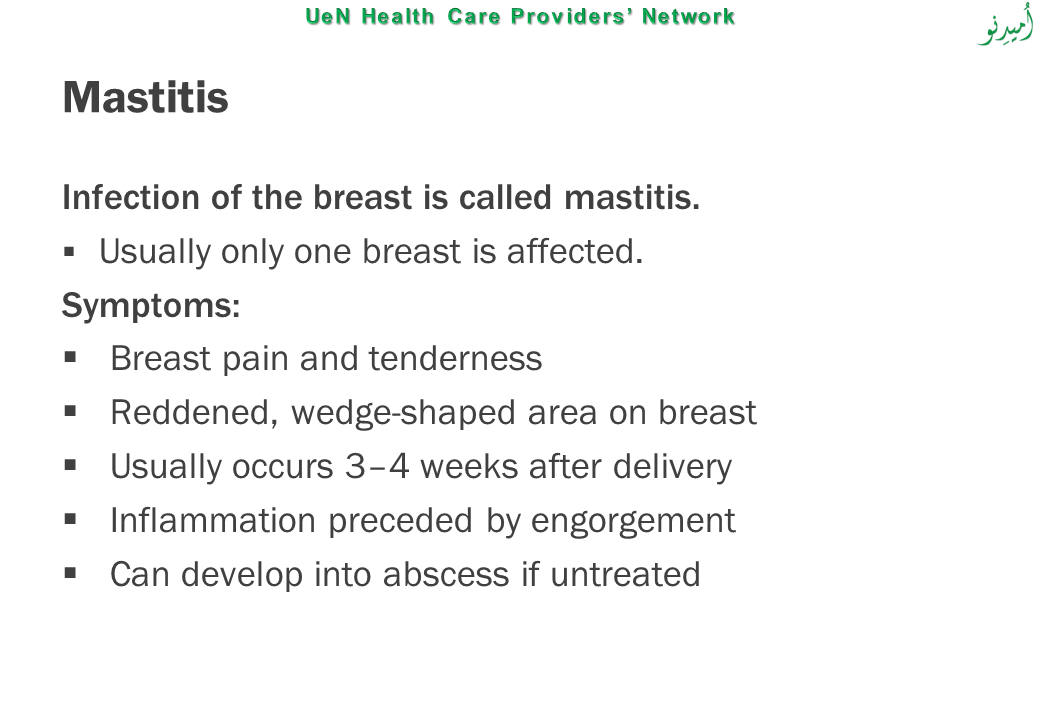 UeN Health Care Providers’ Network
اُميدِنو
Mastitis
Infection of the breast is called mastitis.
▪ Usually only one breast is affected.
Symptoms:
▪ Breast pain and tenderness
▪ Reddened, wedge-shaped area on breast
▪ Usually occurs 3–4 weeks after delivery
▪ Inflammation preceded by engorgement
▪ Can develop into abscess if untreated